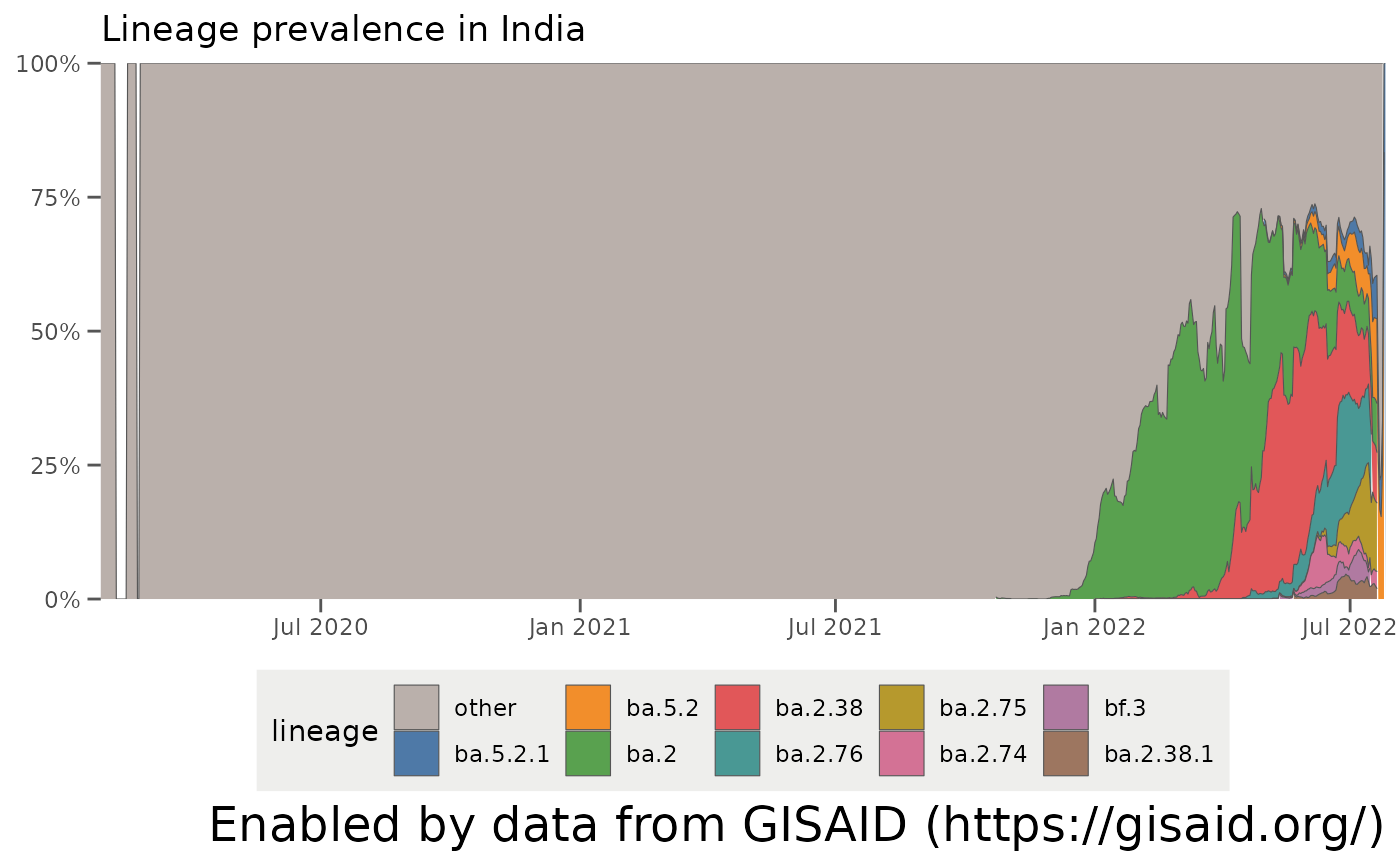 Lineage prevalence in India
100%
75%
50%
25%
0%
Jul 2020 Jan 2021 Jul 2021 Jan 2022 Jul 2022
lineage
other ba.5.2 ba.2.38 ba.2.75 bf.3
ba.5.2.1 ba.2 ba.2.76 ba.2.74 ba.2.38.1
Enabled by data from GISAID (https://gisaid.org/)